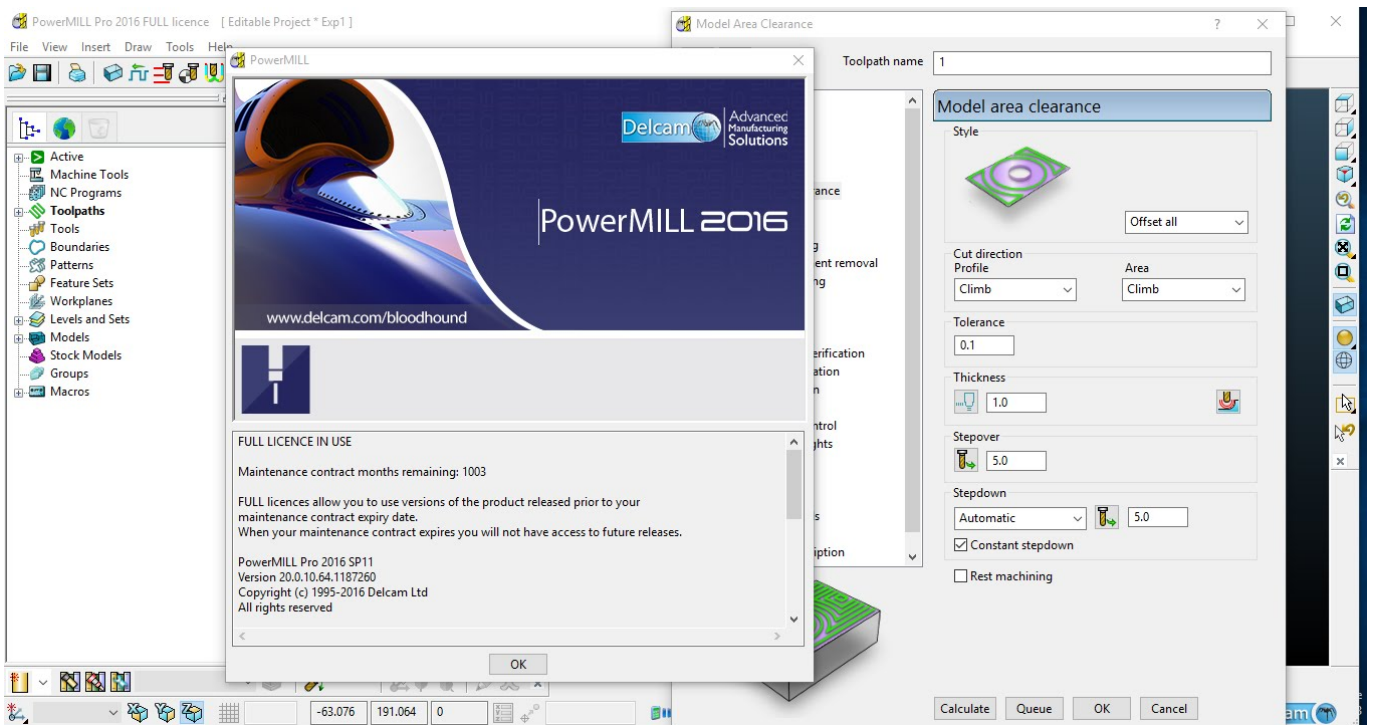 PowerMILL Pro 2016 FULL licence [ Editable Project * Exp1 ]
File View Insert Draw Tools Help
Active
Machine Tools
NC Programs
Toolpaths
Tools
Boundaries
Patterns
Feature Sets
Workplanes
Levels and Sets
Models
Stock Models
Groups
Macros
PowerMILL
Delcam
Advanced
Manufacturing
Solutions
PowerMILL 2016
www.delcam.com/bloodhound
FULL LICENCE IN USE
Maintenance contract months remaining: 1003
FULL licences allow you to use versions of the product released prior to your
maintenance contract expiry date.
When your maintenance contract expires you will not have access to future releases.
PowerMILL Pro 2016 SP11
Version 20.0.10.64.1187260
Copyright (c) 1995-2016 Delcam Ltd
All rights reserved
OK
-63.076 191.064 0
Model Area Clearance
Toolpath name 1
Model area clearance
Style
Offset all
Cut direction
Profile Area
Climb Climb
Tolerance
0.1
Thickness
1.0
Stepover
5.0
Stepdown
Automatic 5.0
Constant stepdown
Rest machining
Calculate Queue OK Cancel